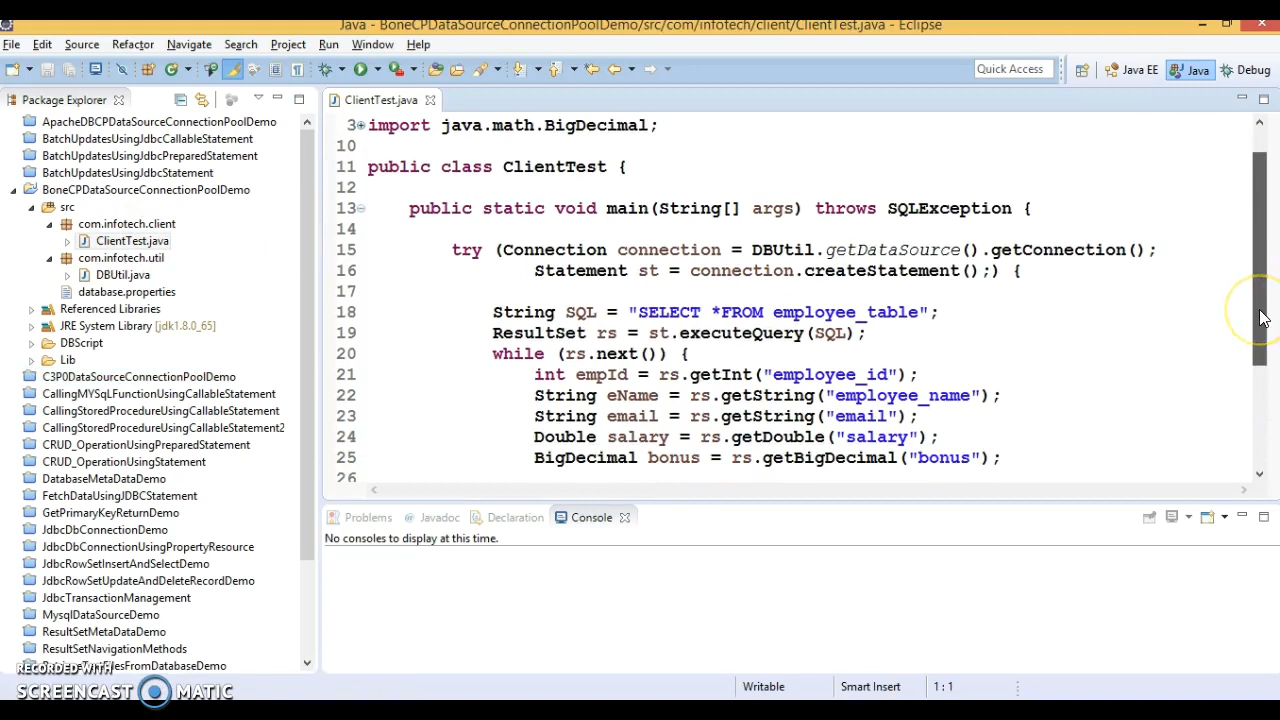 Java - BoneCPDataSourceConnectionPoolDemo/src/com/infotech/client/ClientTest.java - Eclipse
File Edit Source Refactor Navigate Search Project Run Window Help
Quick Access Java EE Java Debug
Package Explorer
ApacheDBCPDataSourceConnectionPoolDemo
BatchUpdatesUsingJdbcCallableStatement
BatchUpdatesUsingJdbcPreparedStatement
BatchUpdatesUsingJdbcStatement
BoneCPDataSourceConnectionPoolDemo
src
com.infotech.client
ClientTest.java
com.infotech.util
DBUtil.java
database.properties
Referenced Libraries
JRE System Library [jdk1.8.0_65]
DBScript
Lib
C3P0DataSourceConnectionPoolDemo
CallingMYSqLFunctionUsingCallableStatement
CallingStoredProcedureUsingCallableStatement
CallingStoredProcedureUsingCallableStatement2
CRUD_OperationUsingPreparedStatement
CRUD_OperationUsingStatement
DatabaseMetaDataDemo
FetchDataUsingJDBCStatement
GetPrimaryKeyReturnDemo
JdbcDbConnectionDemo
JdbcDbConnectionUsingPropertyResource
JdbcRowSetInsertAndSelectDemo
JdbcRowSetUpdateAndDeleteRecordDemo
JdbcTransactionManagement
MysqlDataSourceDemo
ResultSetMetaDataDemo
ResultSetNavigationMethods
RECORDED WITH
SCREENCAST MATIC
ClientTest.java
3 import java.math.BigDecimal;
10
11 public class ClientTest {
12
13 public static void main(String[] args) throws SQLException {
14
15 try (Connection connection = DBUtil.getDataSource().getConnection();
16 Statement st = connection.createStatement();) {
17
18 String SQL = "SELECT *FROM employee_table";
19 ResultSet rs = st.executeQuery(SQL);
20 while (rs.next()) {
21 int empId = rs.getInt("employee_id");
22 String eName = rs.getString("employee_name");
23 String email = rs.getString("email");
24 Double salary = rs.getDouble("salary");
25 BigDecimal bonus = rs.getBigDecimal("bonus");
26
Problems Javadoc Declaration Console
No consoles to display at this time.
Writable Smart Insert 1 : 1